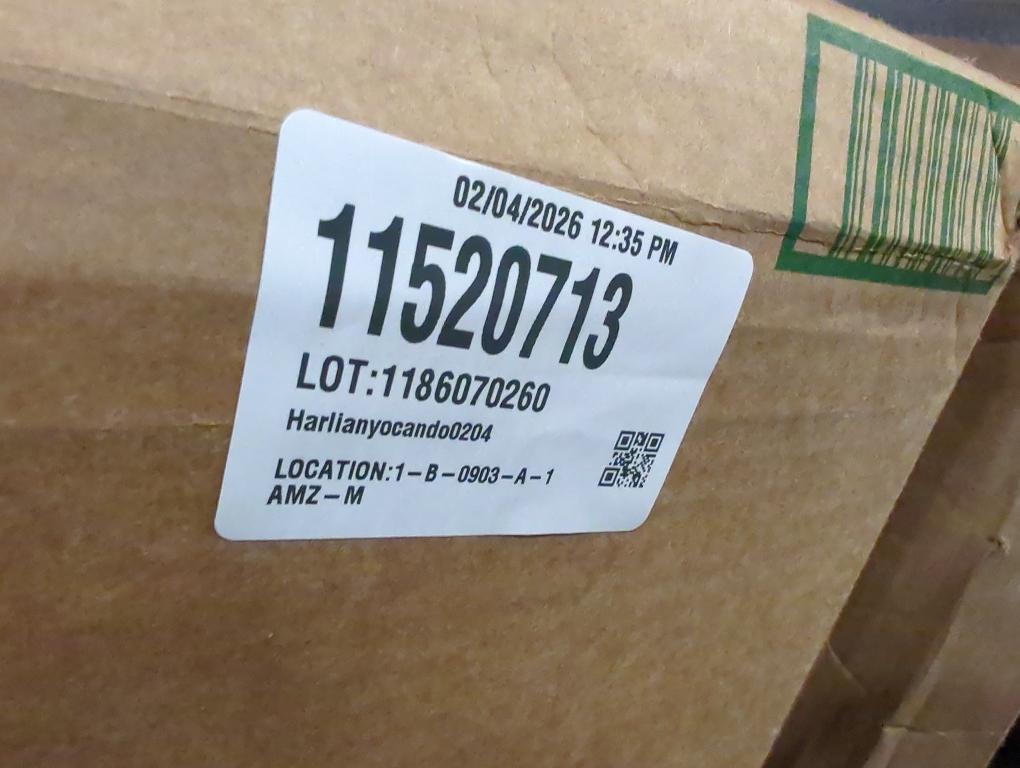 02/04/2026 12:35 PM
11520713
LOT:1186070260
Harlianyocando0204
LOCATION:1-B-0903-A-1
AMZ-M